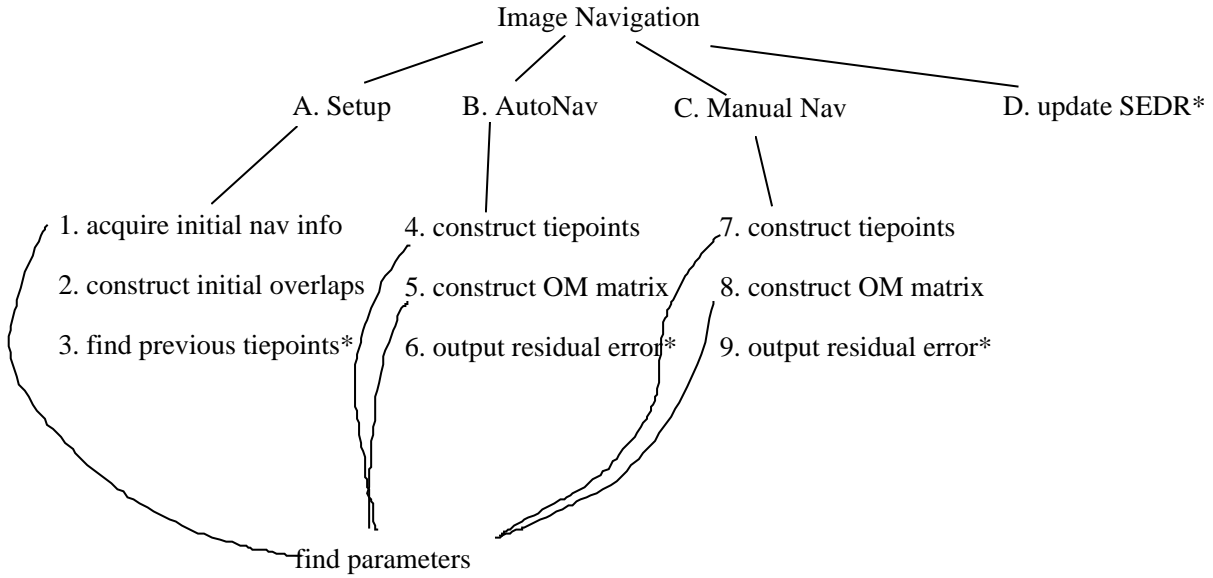 Image Navigation
A. Setup
B. AutoNav
C. Manual Nav
D. update SEDR*
1. acquire initial nav info
2. construct initial overlaps
3. find previous tiepoints*
4. construct tiepoints
5. construct OM matrix
6. output residual error*
7. construct tiepoints
8. construct OM matrix
9. output residual error*
find parameters